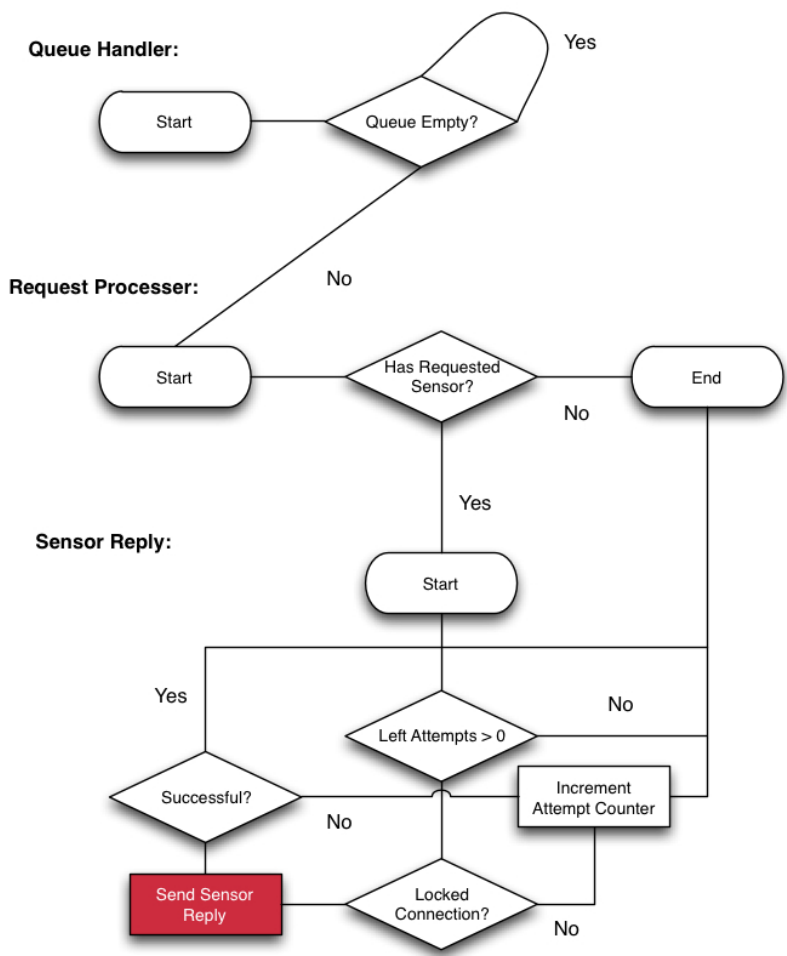 Yes
Queue Handler:
Start
Queue Empty?
No
Request Processer:
Start
Has Requested
Sensor?
End
No
Yes
Sensor Reply:
Start
Yes
No
Left Attempts > 0
Successful?
Increment
Attempt Counter
No
Send Sensor
Reply
Locked
Connection?
No